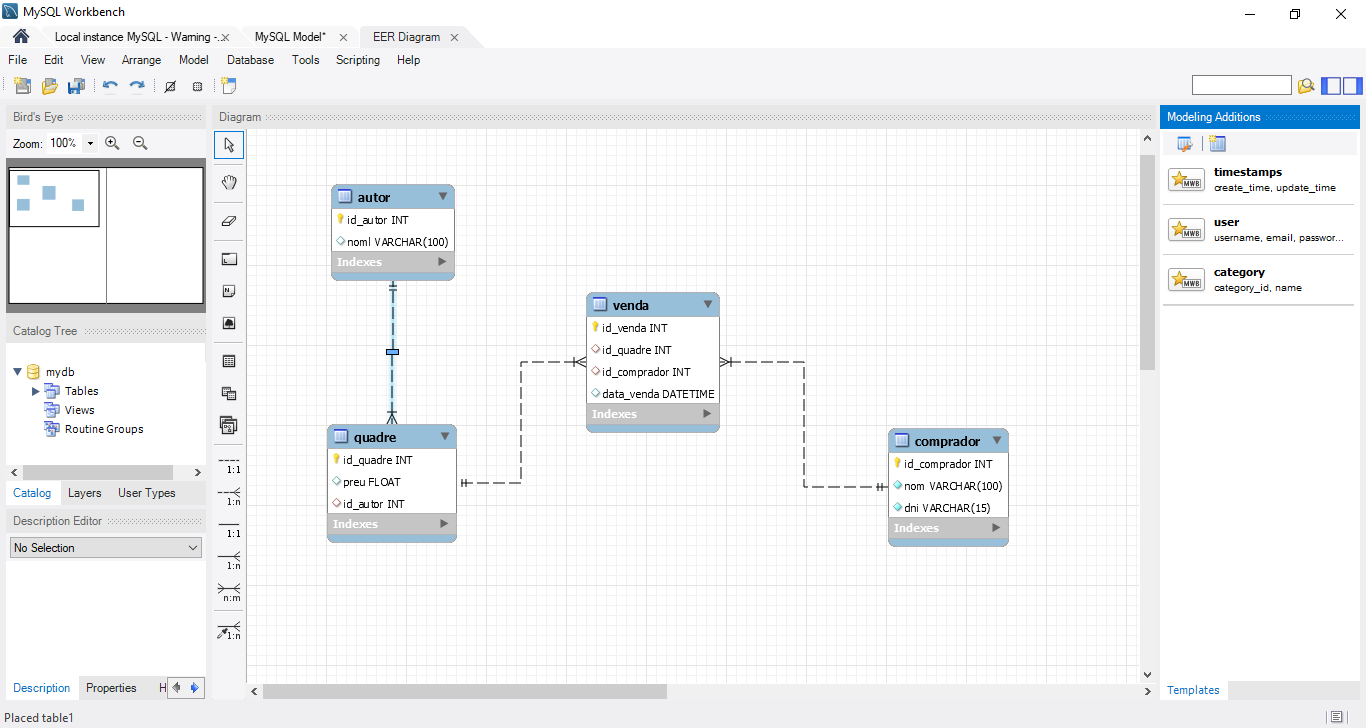 MySQL Workbench
Local instance MySQL - Warning -... MySQL Model* EER Diagram
File Edit View Arrange Model Database Tools Scripting Help
Bird's Eye
Zoom: 100%
Catalog Tree
mydb
Tables
Views
Routine Groups
Catalog Layers User Types
Description Editor
No Selection
Description Properties H
Placed table1
Diagram
1:1
1:n
1:1
1:n
n:m
1:n
autor
id_autor INT
noml VARCHAR(100)
Indexes
quadre
id_quadre INT
preu FLOAT
id_autor INT
Indexes
venda
id_venda INT
id_quadre INT
id_comprador INT
data_venda DATETIME
Indexes
comprador
id_comprador INT
nom VARCHAR(100)
dni VARCHAR(15)
Indexes
Modeling Additions
MWB
timestamps
create_time, update_time
MWB
user
username, email, passwor...
MWB
category
category_id, name
Templates